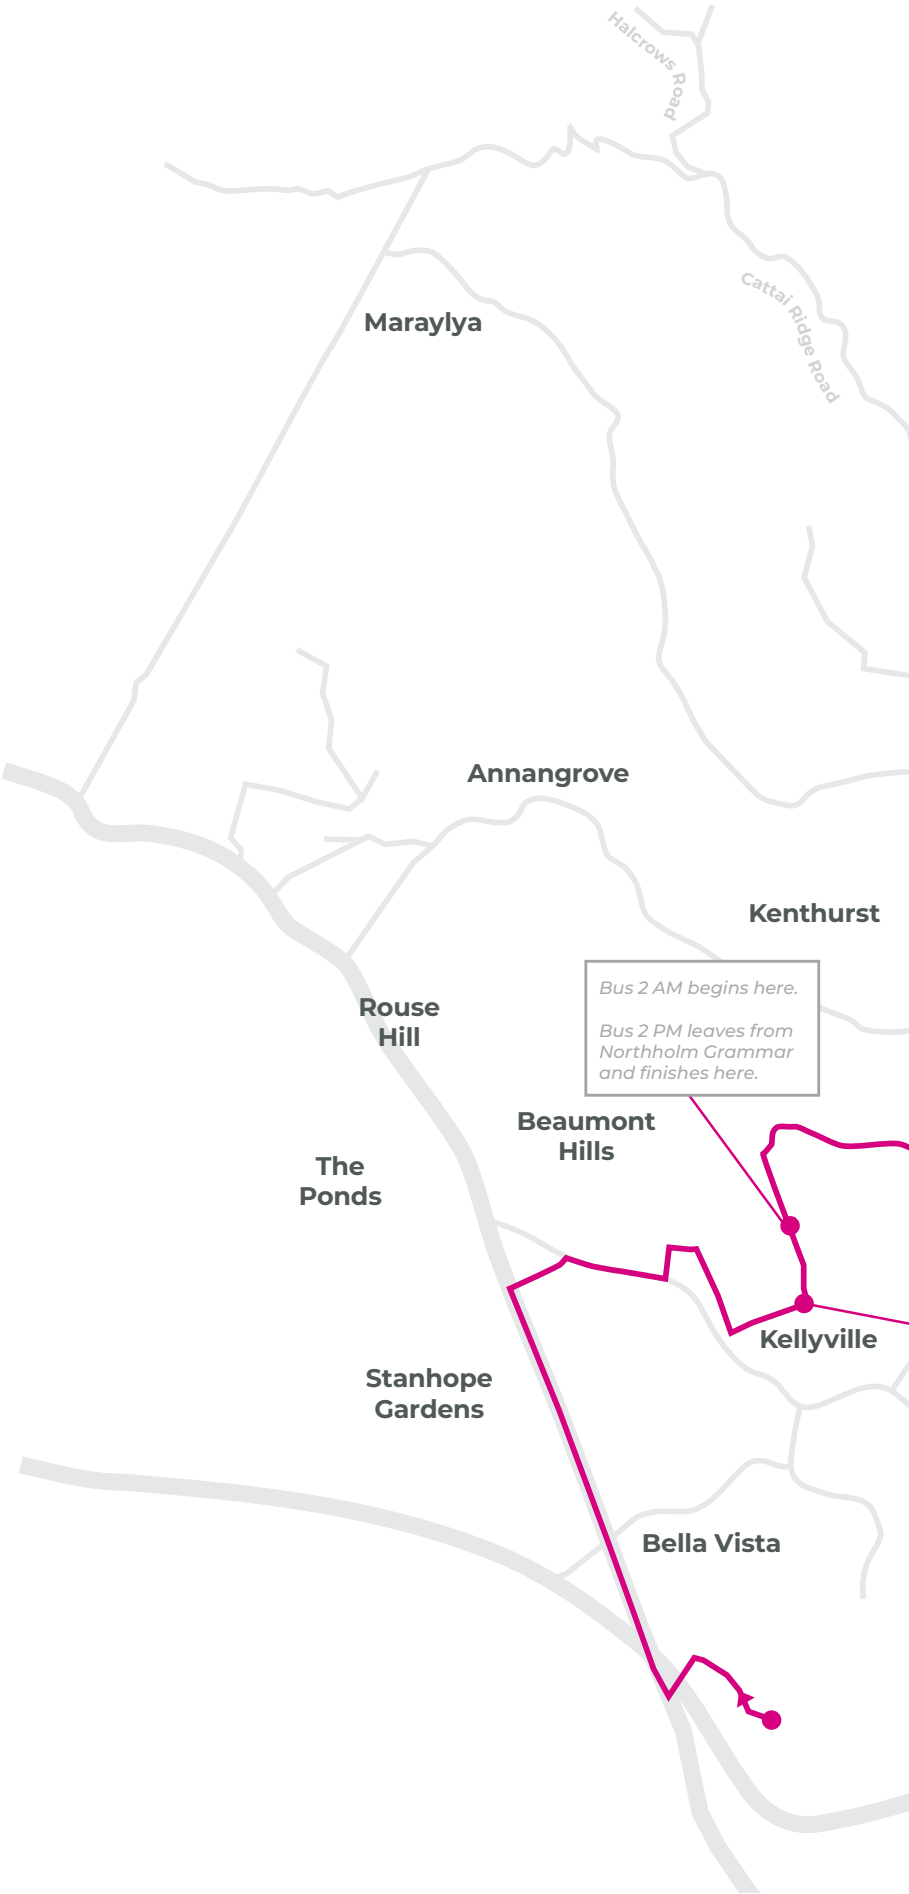 Halcrows Road
Cattai Ridge Road
Maraylya
Annangrove
Kenthurst
Bus 2 AM begins here.
Bus 2 PM leaves from
Northholm Grammar
and finishes here.
Rouse
Hill
Beaumont
Hills
The
Ponds
Kellyville
Stanhope
Gardens
Bella Vista